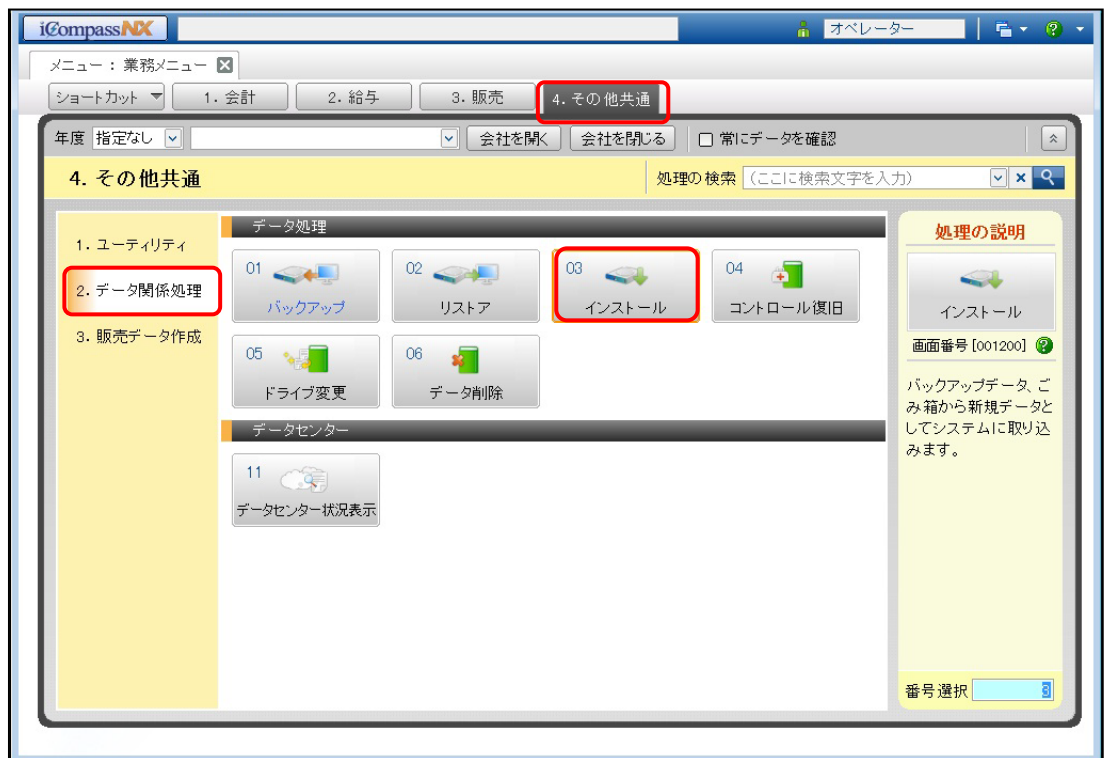 iCompassNX
オペレーター
メニュー : 業務メニュー
ショートカット
1. 会計
2. 給与
3. 販売
4. その他共通
年度 指定なし
会社を開く
会社を閉じる
常にデータを確認
4. その他共通
処理の検索 (ここに検索文字を入力)
1. ユーティリティ
2. データ関係処理
3. 販売データ作成
データ処理
01
バックアップ
02
リストア
03
インストール
04
コントロール復旧
05
ドライブ変更
06
データ削除
データセンター
11
データセンター状況表示
処理の説明
インストール
画面番号 [001200]
バックアップデータ、ご
み箱から新規データと
してシステムに取り込
みます。
番号選択 3